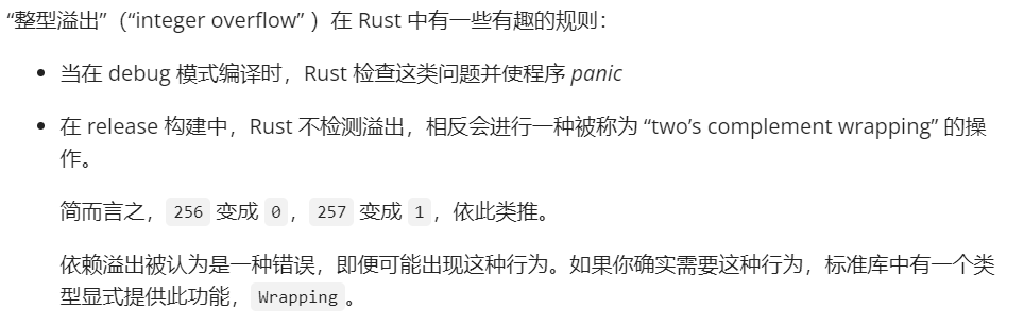 “整型溢出”（“integer overflow” ）在 Rust 中有一些有趣的规则：
• 当在 debug 模式编译时，Rust 检查这类问题并使程序 panic
• 在 release 构建中，Rust 不检测溢出，相反会进行一种被称为 “two’s complement wrapping” 的操
作。
简而言之， 256 变成 0 ， 257 变成 1 ，依此类推。
依赖溢出被认为是一种错误，即便可能出现这种行为。如果你确实需要这种行为，标准库中有一个类
型显式提供此功能， Wrapping 。